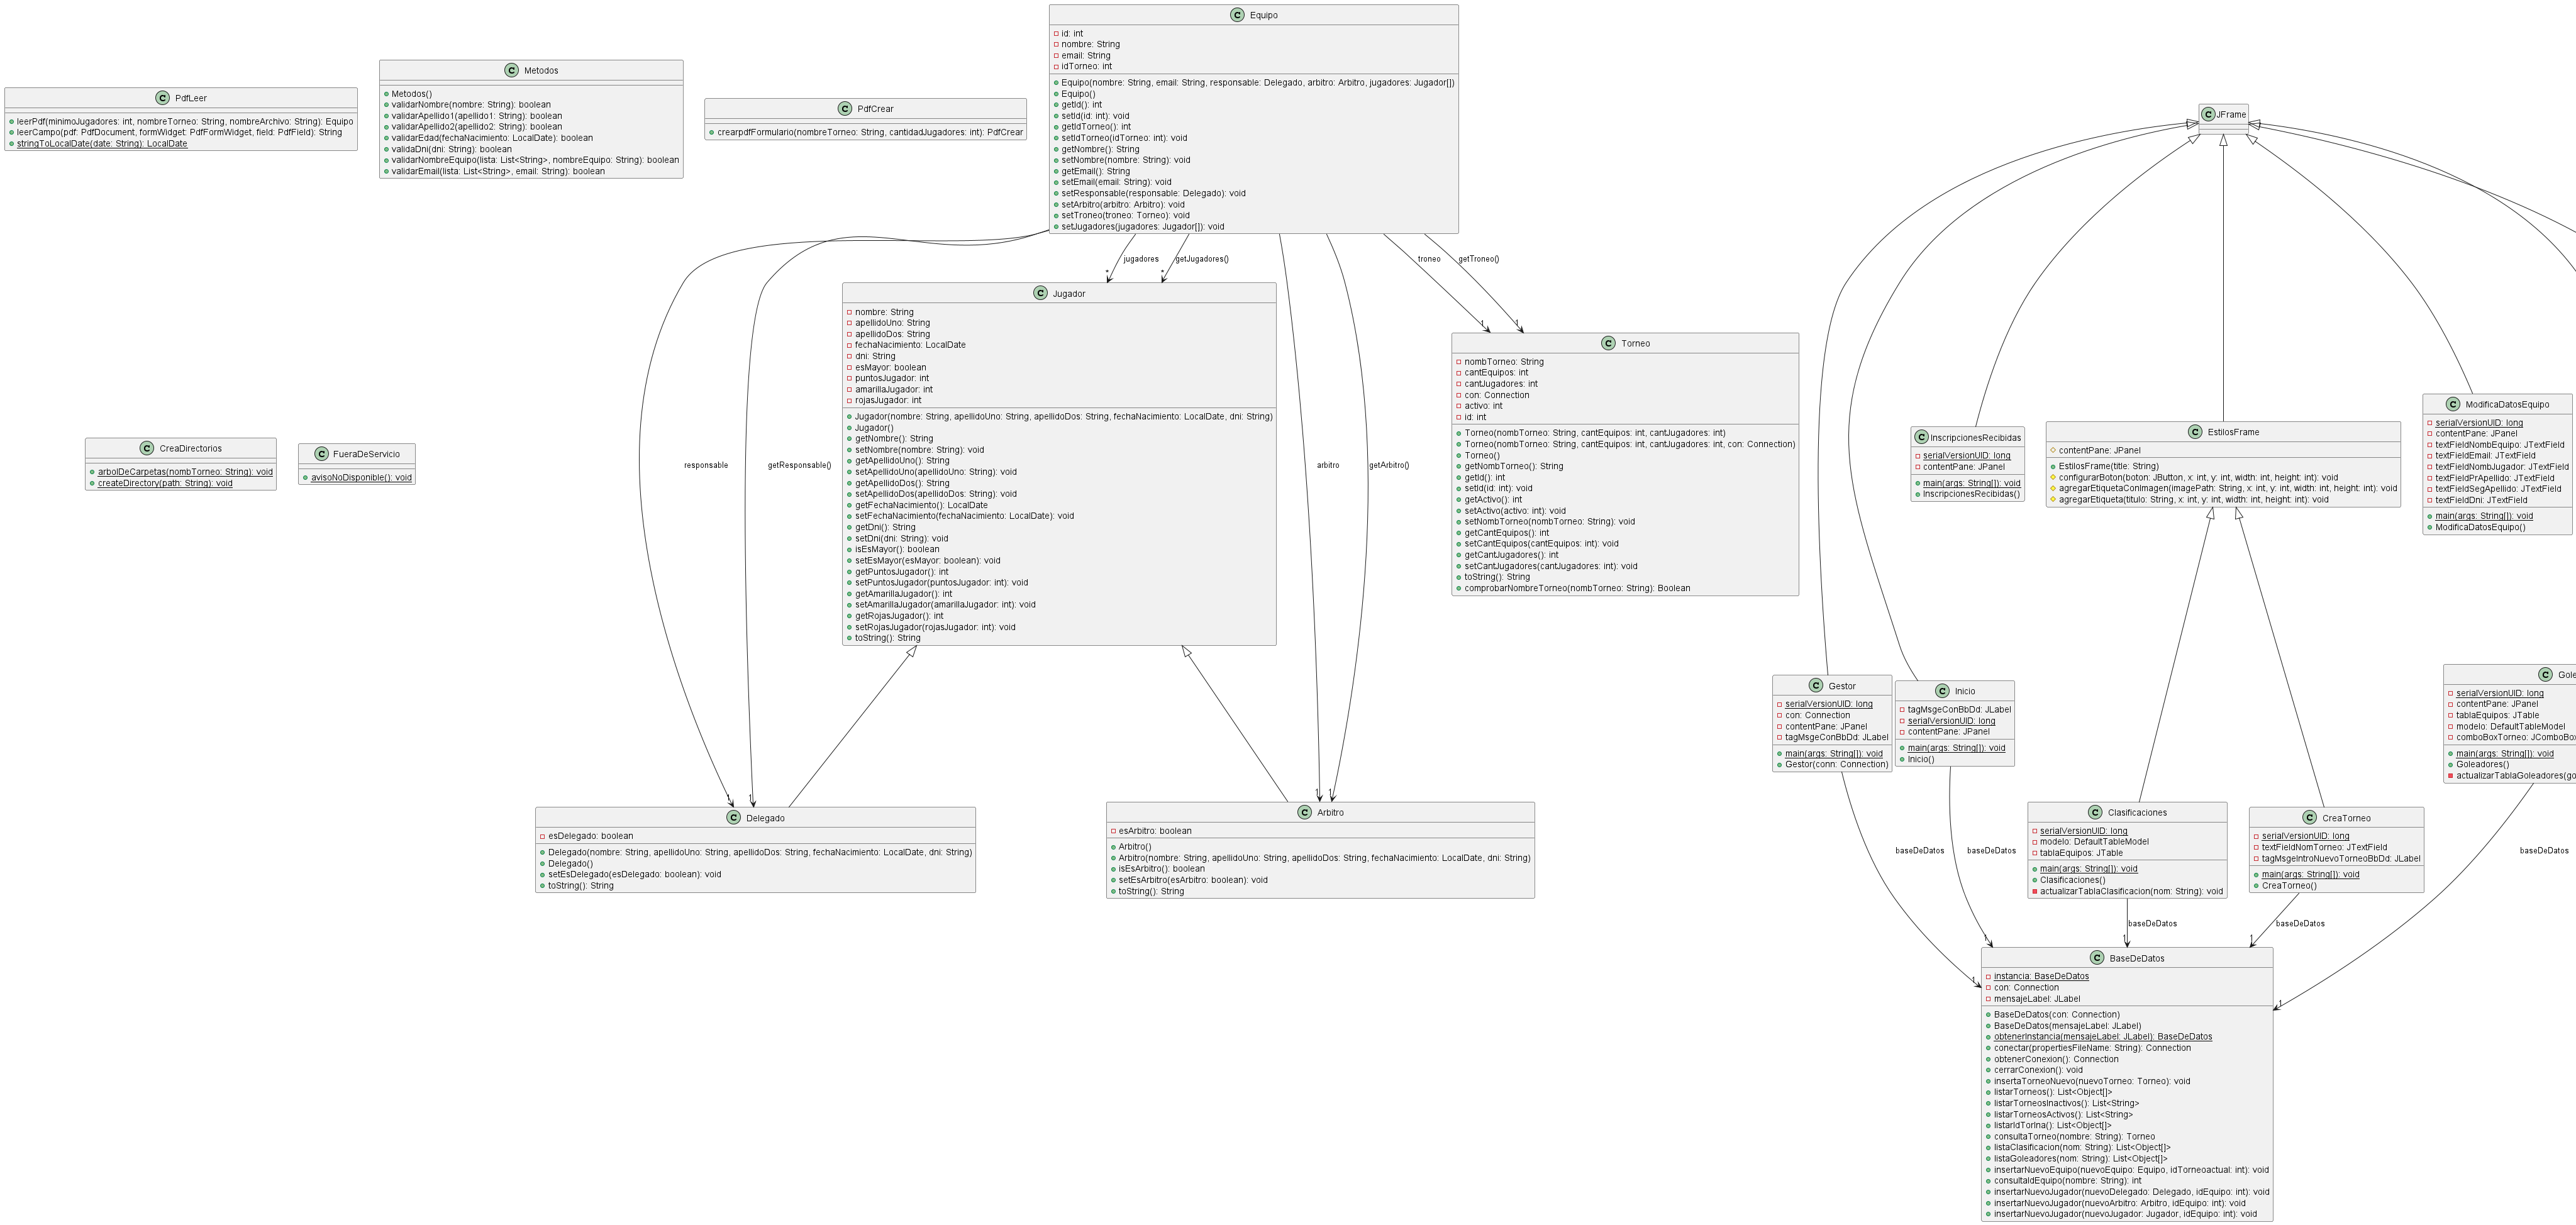 C PdfLeer
leerPdf(minimoJugadores: int, nombreTorneo: String, nombreArchivo: String): Equipo
leerCampo(pdf: PdfDocument, formWidget: PdfFormWidget, field: PdfField): String
stringToLocalDate(date: String): LocalDate
C Metodos
Metodos()
validarNombre(nombre: String): boolean
validarApellido1(apellido1: String): boolean
validarApellido2(apellido2: String): boolean
validarEdad(fechaNacimiento: LocalDate): boolean
validaDni(dni: String): boolean
validarNombreEquipo(lista: List<String>, nombreEquipo: String): boolean
validarEmail(lista: List<String>, email: String): boolean
C PdfCrear
crearpdfFormulario(nombreTorneo: String, cantidadJugadores: int): PdfCrear
C Equipo
id: int
nombre: String
email: String
idTorneo: int
Equipo(nombre: String, email: String, responsable: Delegado, arbitro: Arbitro, jugadores: Jugador[])
Equipo()
getId(): int
setId(id: int): void
getIdTorneo(): int
setIdTorneo(idTorneo: int): void
getNombre(): String
setNombre(nombre: String): void
getEmail(): String
setEmail(email: String): void
setResponsable(responsable: Delegado): void
setArbitro(arbitro: Arbitro): void
setTroneo(troneo: Torneo): void
setJugadores(jugadores: Jugador[]): void
C JFrame
jugadores
getJugadores()
troneo
getTroneo()
*
*
1
1
C Jugador
nombre: String
apellidoUno: String
apellidoDos: String
fechaNacimiento: LocalDate
dni: String
esMayor: boolean
puntosJugador: int
amarillaJugador: int
rojasJugador: int
Jugador(nombre: String, apellidoUno: String, apellidoDos: String, fechaNacimiento: LocalDate, dni: String)
Jugador()
getNombre(): String
setNombre(nombre: String): void
getApellidoUno(): String
setApellidoUno(apellidoUno: String): void
getApellidoDos(): String
setApellidoDos(apellidoDos: String): void
getFechaNacimiento(): LocalDate
setFechaNacimiento(fechaNacimiento: LocalDate): void
getDni(): String
setDni(dni: String): void
isEsMayor(): boolean
setEsMayor(esMayor: boolean): void
getPuntosJugador(): int
setPuntosJugador(puntosJugador: int): void
getAmarillaJugador(): int
setAmarillaJugador(amarillaJugador: int): void
getRojasJugador(): int
setRojasJugador(rojasJugador: int): void
toString(): String
C Torneo
nombTorneo: String
cantEquipos: int
cantJugadores: int
con: Connection
activo: int
id: int
Torneo(nombTorneo: String, cantEquipos: int, cantJugadores: int)
Torneo(nombTorneo: String, cantEquipos: int, cantJugadores: int, con: Connection)
Torneo()
getNombTorneo(): String
getId(): int
setId(id: int): void
getActivo(): int
setActivo(activo: int): void
setNombTorneo(nombTorneo: String): void
getCantEquipos(): int
setCantEquipos(cantEquipos: int): void
getCantJugadores(): int
setCantJugadores(cantJugadores: int): void
toString(): String
comprobarNombreTorneo(nombTorneo: String): Boolean
C CreaDirectorios
arbolDeCarpetas(nombTorneo: String): void
createDirectory(path: String): void
C FueraDeServicio
avisoNoDisponible(): void
responsable
getResponsable()
arbitro
getArbitro()
C InscripcionesRecibidas
serialVersionUID: long
contentPane: JPanel
main(args: String[]): void
InscripcionesRecibidas()
C EstilosFrame
contentPane: JPanel
EstilosFrame(title: String)
configurarBoton(boton: JButton, x: int, y: int, width: int, height: int): void
agregarEtiquetaConImagen(imagePath: String, x: int, y: int, width: int, height: int): void
agregarEtiqueta(titulo: String, x: int, y: int, width: int, height: int): void
C ModificaDatosEquipo
serialVersionUID: long
contentPane: JPanel
textFieldNombEquipo: JTextField
textFieldEmail: JTextField
textFieldNombJugador: JTextField
textFieldPrApellido: JTextField
textFieldSegApellido: JTextField
textFieldDni: JTextField
main(args: String[]): void
ModificaDatosEquipo()
C Gestor
serialVersionUID: long
con: Connection
contentPane: JPanel
tagMsgeConBbDd: JLabel
main(args: String[]): void
Gestor(conn: Connection)
C Inicio
tagMsgeConBbDd: JLabel
serialVersionUID: long
contentPane: JPanel
main(args: String[]): void
Inicio()
C Gole
serialVersionUID: long
contentPane: JPanel
tablaEquipos: JTable
modelo: DefaultTableModel
comboBoxTorneo: JComboBox
main(args: String[]): void
Goleadores()
actualizarTablaGoleadores(go
1
1
1
1
C Delegado
esDelegado: boolean
Delegado(nombre: String, apellidoUno: String, apellidoDos: String, fechaNacimiento: LocalDate, dni: String)
Delegado()
setEsDelegado(esDelegado: boolean): void
toString(): String
C Arbitro
esArbitro: boolean
Arbitro()
Arbitro(nombre: String, apellidoUno: String, apellidoDos: String, fechaNacimiento: LocalDate, dni: String)
isEsArbitro(): boolean
setEsArbitro(esArbitro: boolean): void
toString(): String
C Clasificaciones
serialVersionUID: long
modelo: DefaultTableModel
tablaEquipos: JTable
main(args: String[]): void
Clasificaciones()
actualizarTablaClasificacion(nom: String): void
C CreaTorneo
serialVersionUID: long
textFieldNomTorneo: JTextField
tagMsgeIntroNuevoTorneoBbDd: JLabel
main(args: String[]): void
CreaTorneo()
baseDeDatos
baseDeDatos
baseDeDatos
baseDeDatos
baseDeDatos
1
1
1
1
1
C BaseDeDatos
instancia: BaseDeDatos
con: Connection
mensajeLabel: JLabel
BaseDeDatos(con: Connection)
BaseDeDatos(mensajeLabel: JLabel)
obtenerInstancia(mensajeLabel: JLabel): BaseDeDatos
conectar(propertiesFileName: String): Connection
obtenerConexion(): Connection
cerrarConexion(): void
insertaTorneoNuevo(nuevoTorneo: Torneo): void
listarTorneos(): List<Object[]>
listarTorneosInactivos(): List<String>
listarTorneosActivos(): List<String>
listarIdTorIna(): List<Object[]>
consultaTorneo(nombre: String): Torneo
listaClasificacion(nom: String): List<Object[]>
listaGoleadores(nom: String): List<Object[]>
insertarNuevoEquipo(nuevoEquipo: Equipo, idTorneoactual: int): void
consultaIdEquipo(nombre: String): int
insertarNuevoJugador(nuevoDelegado: Delegado, idEquipo: int): void
insertarNuevoJugador(nuevoArbitro: Arbitro, idEquipo: int): void
insertarNuevoJugador(nuevoJugador: Jugador, idEquipo: int): void